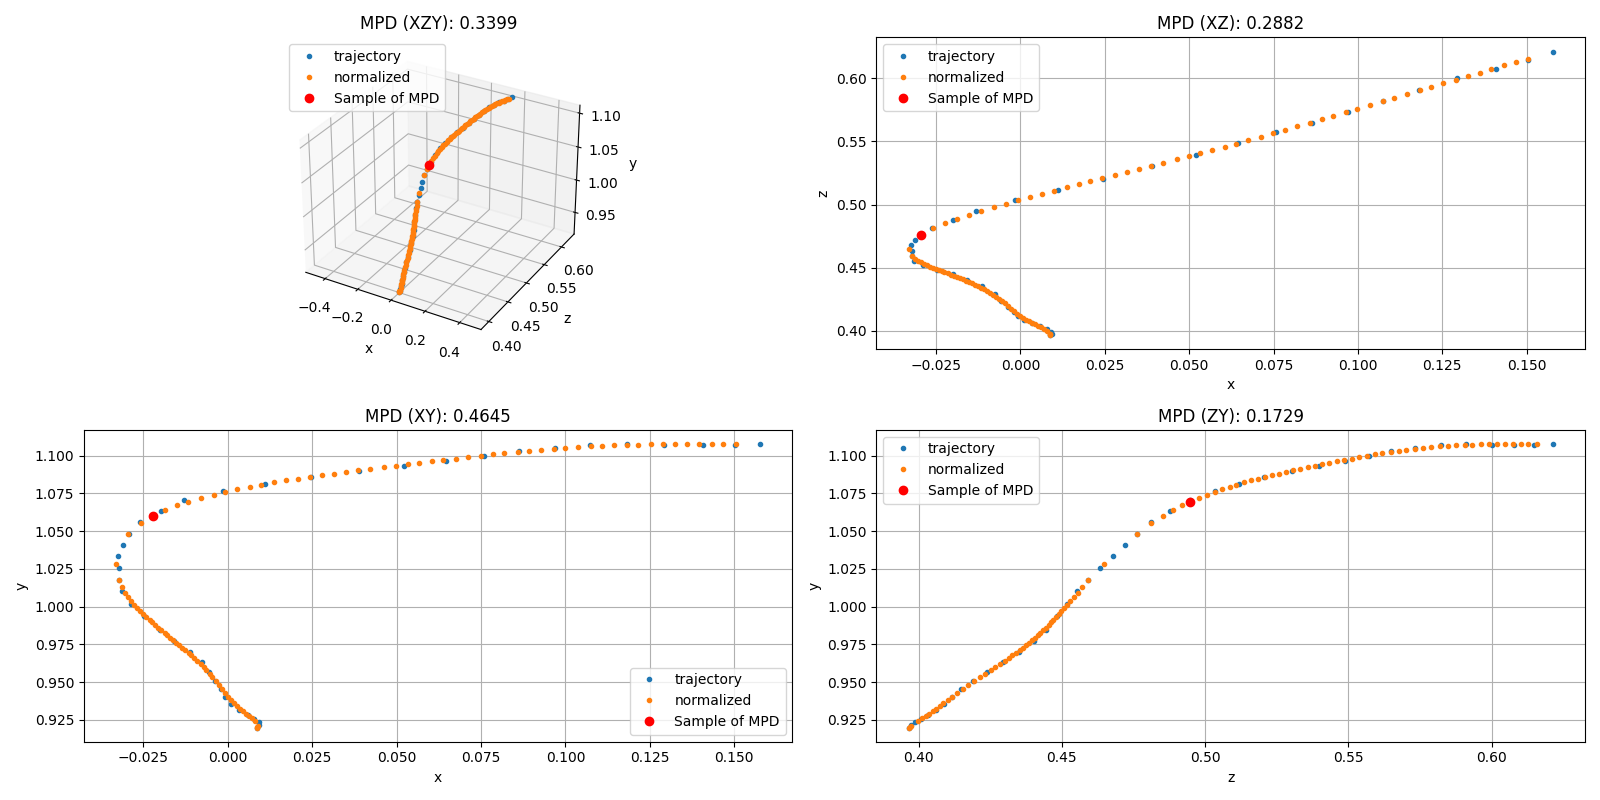 MPD (XZY): 0.3399
trajectory
normalized
Sample of MPD
1.10
1.05
1.00
0.95
y
−0.4
−0.2
0.0
0.2
0.4
x
0.40
0.45
0.50
0.55
0.60
z
MPD (XZ): 0.2882
trajectory
normalized
Sample of MPD
0.60
0.55
0.50
0.45
0.40
z
−0.025 0.000 0.025 0.050 0.075 0.100 0.125 0.150
x
MPD (XY): 0.4645
1.100
1.075
1.050
1.025
1.000
0.975
0.950
0.925
y
trajectory
normalized
Sample of MPD
−0.025 0.000 0.025 0.050 0.075 0.100 0.125 0.150
x
MPD (ZY): 0.1729
trajectory
normalized
Sample of MPD
1.100
1.075
1.050
1.025
1.000
0.975
0.950
0.925
y
0.40 0.45 0.50 0.55 0.60
z